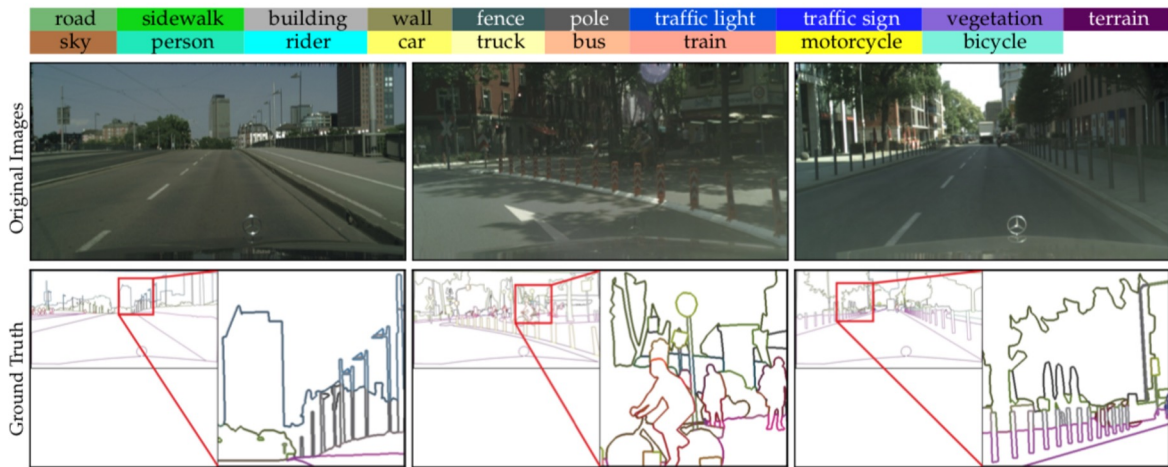 road sidewalk building wall fence pole traffic light traffic sign vegetation terrain
sky person rider car truck bus train motorcycle bicycle
Original Images
Ground Truth